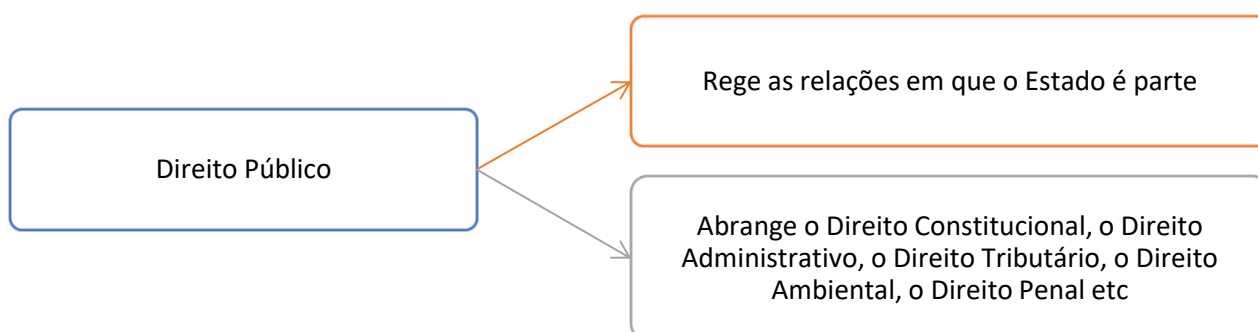 Direito Público
Rege as relações em que o Estado é parte
Abrange o Direito Constitucional, o Direito
Administrativo, o Direito Tributário, o Direito
Ambiental, o Direito Penal etc